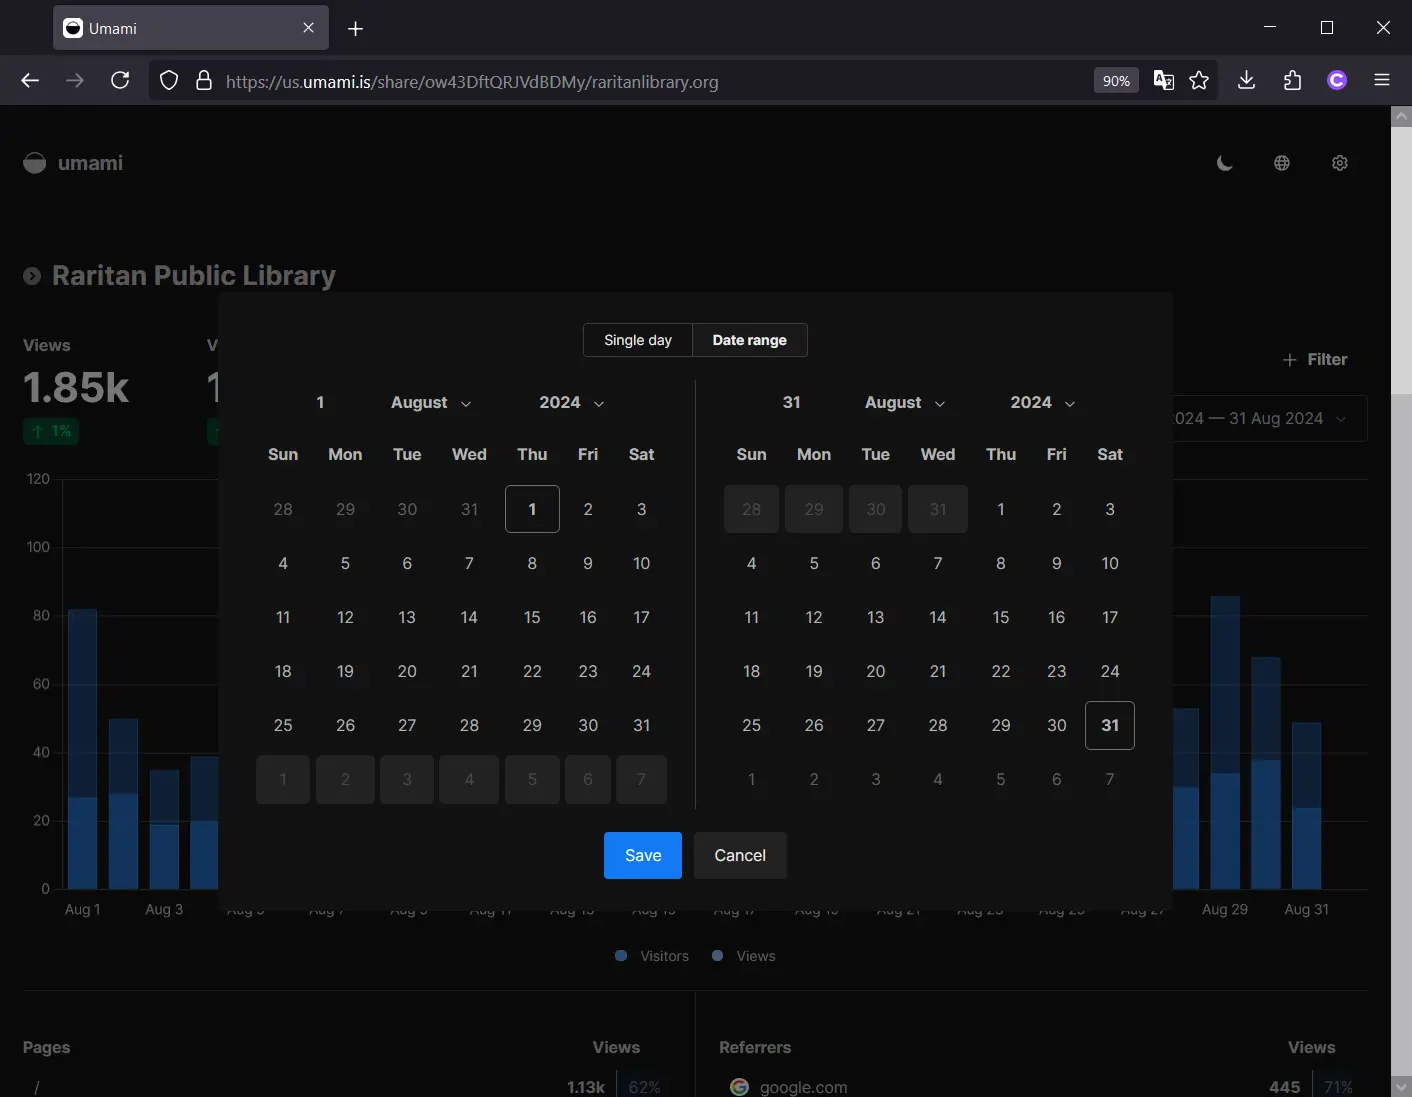 Umami
https://us.umami.is/share/ow43DftQRJVdBDMy/raritanlibrary.org
90%
umami
Raritan Public Library
Single day Date range
Views V
1.85k 1
↑ 1% ↑
+ Filter
2024 — 31 Aug 2024
1 August 2024
31 August 2024
Sun Mon Tue Wed Thu Fri Sat
28 29 30 31 1 2 3
4 5 6 7 8 9 10
11 12 13 14 15 16 17
18 19 20 21 22 23 24
25 26 27 28 29 30 31
1 2 3 4 5 6 7
Sun Mon Tue Wed Thu Fri Sat
28 29 30 31 1 2 3
4 5 6 7 8 9 10
11 12 13 14 15 16 17
18 19 20 21 22 23 24
25 26 27 28 29 30 31
1 2 3 4 5 6 7
Save Cancel
120
100
80
60
40
20
0
Aug 1 Aug 3 Aug 29 Aug 31
Visitors Views
Pages Views
/ 1.13k 62%
Referrers Views
google.com 445 71%